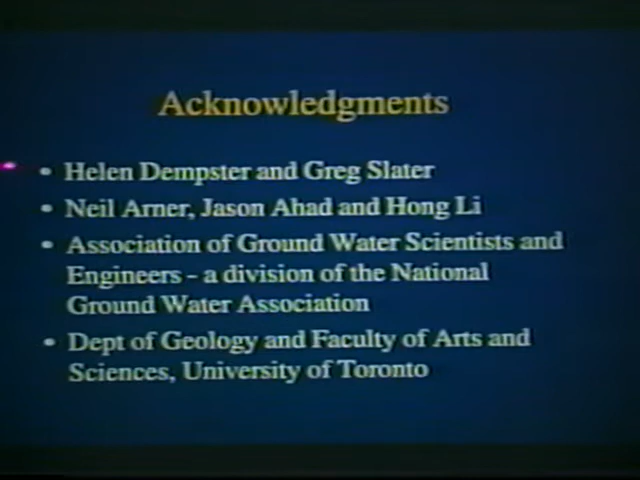 Acknowledgments
• Helen Dempster and Greg Slater
• Neil Arner, Jason Ahad and Hong Li
• Association of Ground Water Scientists and
Engineers - a division of the National
Ground Water Association
• Dept of Geology and Faculty of Arts and
Sciences, University of Toronto